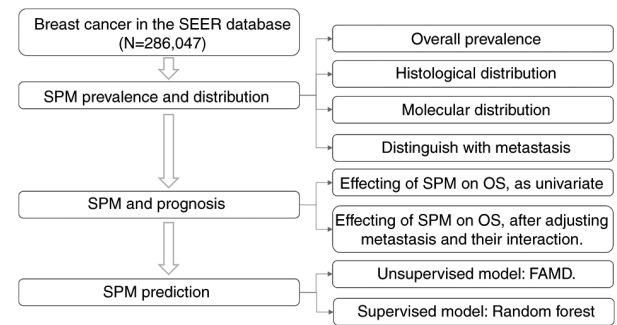 Breast cancer in the SEER database
(N=286,047)
SPM prevalence and distribution
Overall prevalence
Histological distribution
Molecular distribution
Distinguish with metastasis
SPM and prognosis
Effecting of SPM on OS, as univariate
Effecting of SPM on OS, after adjusting
metastasis and their interaction.
SPM prediction
Unsupervised model: FAMD.
Supervised model: Random forest